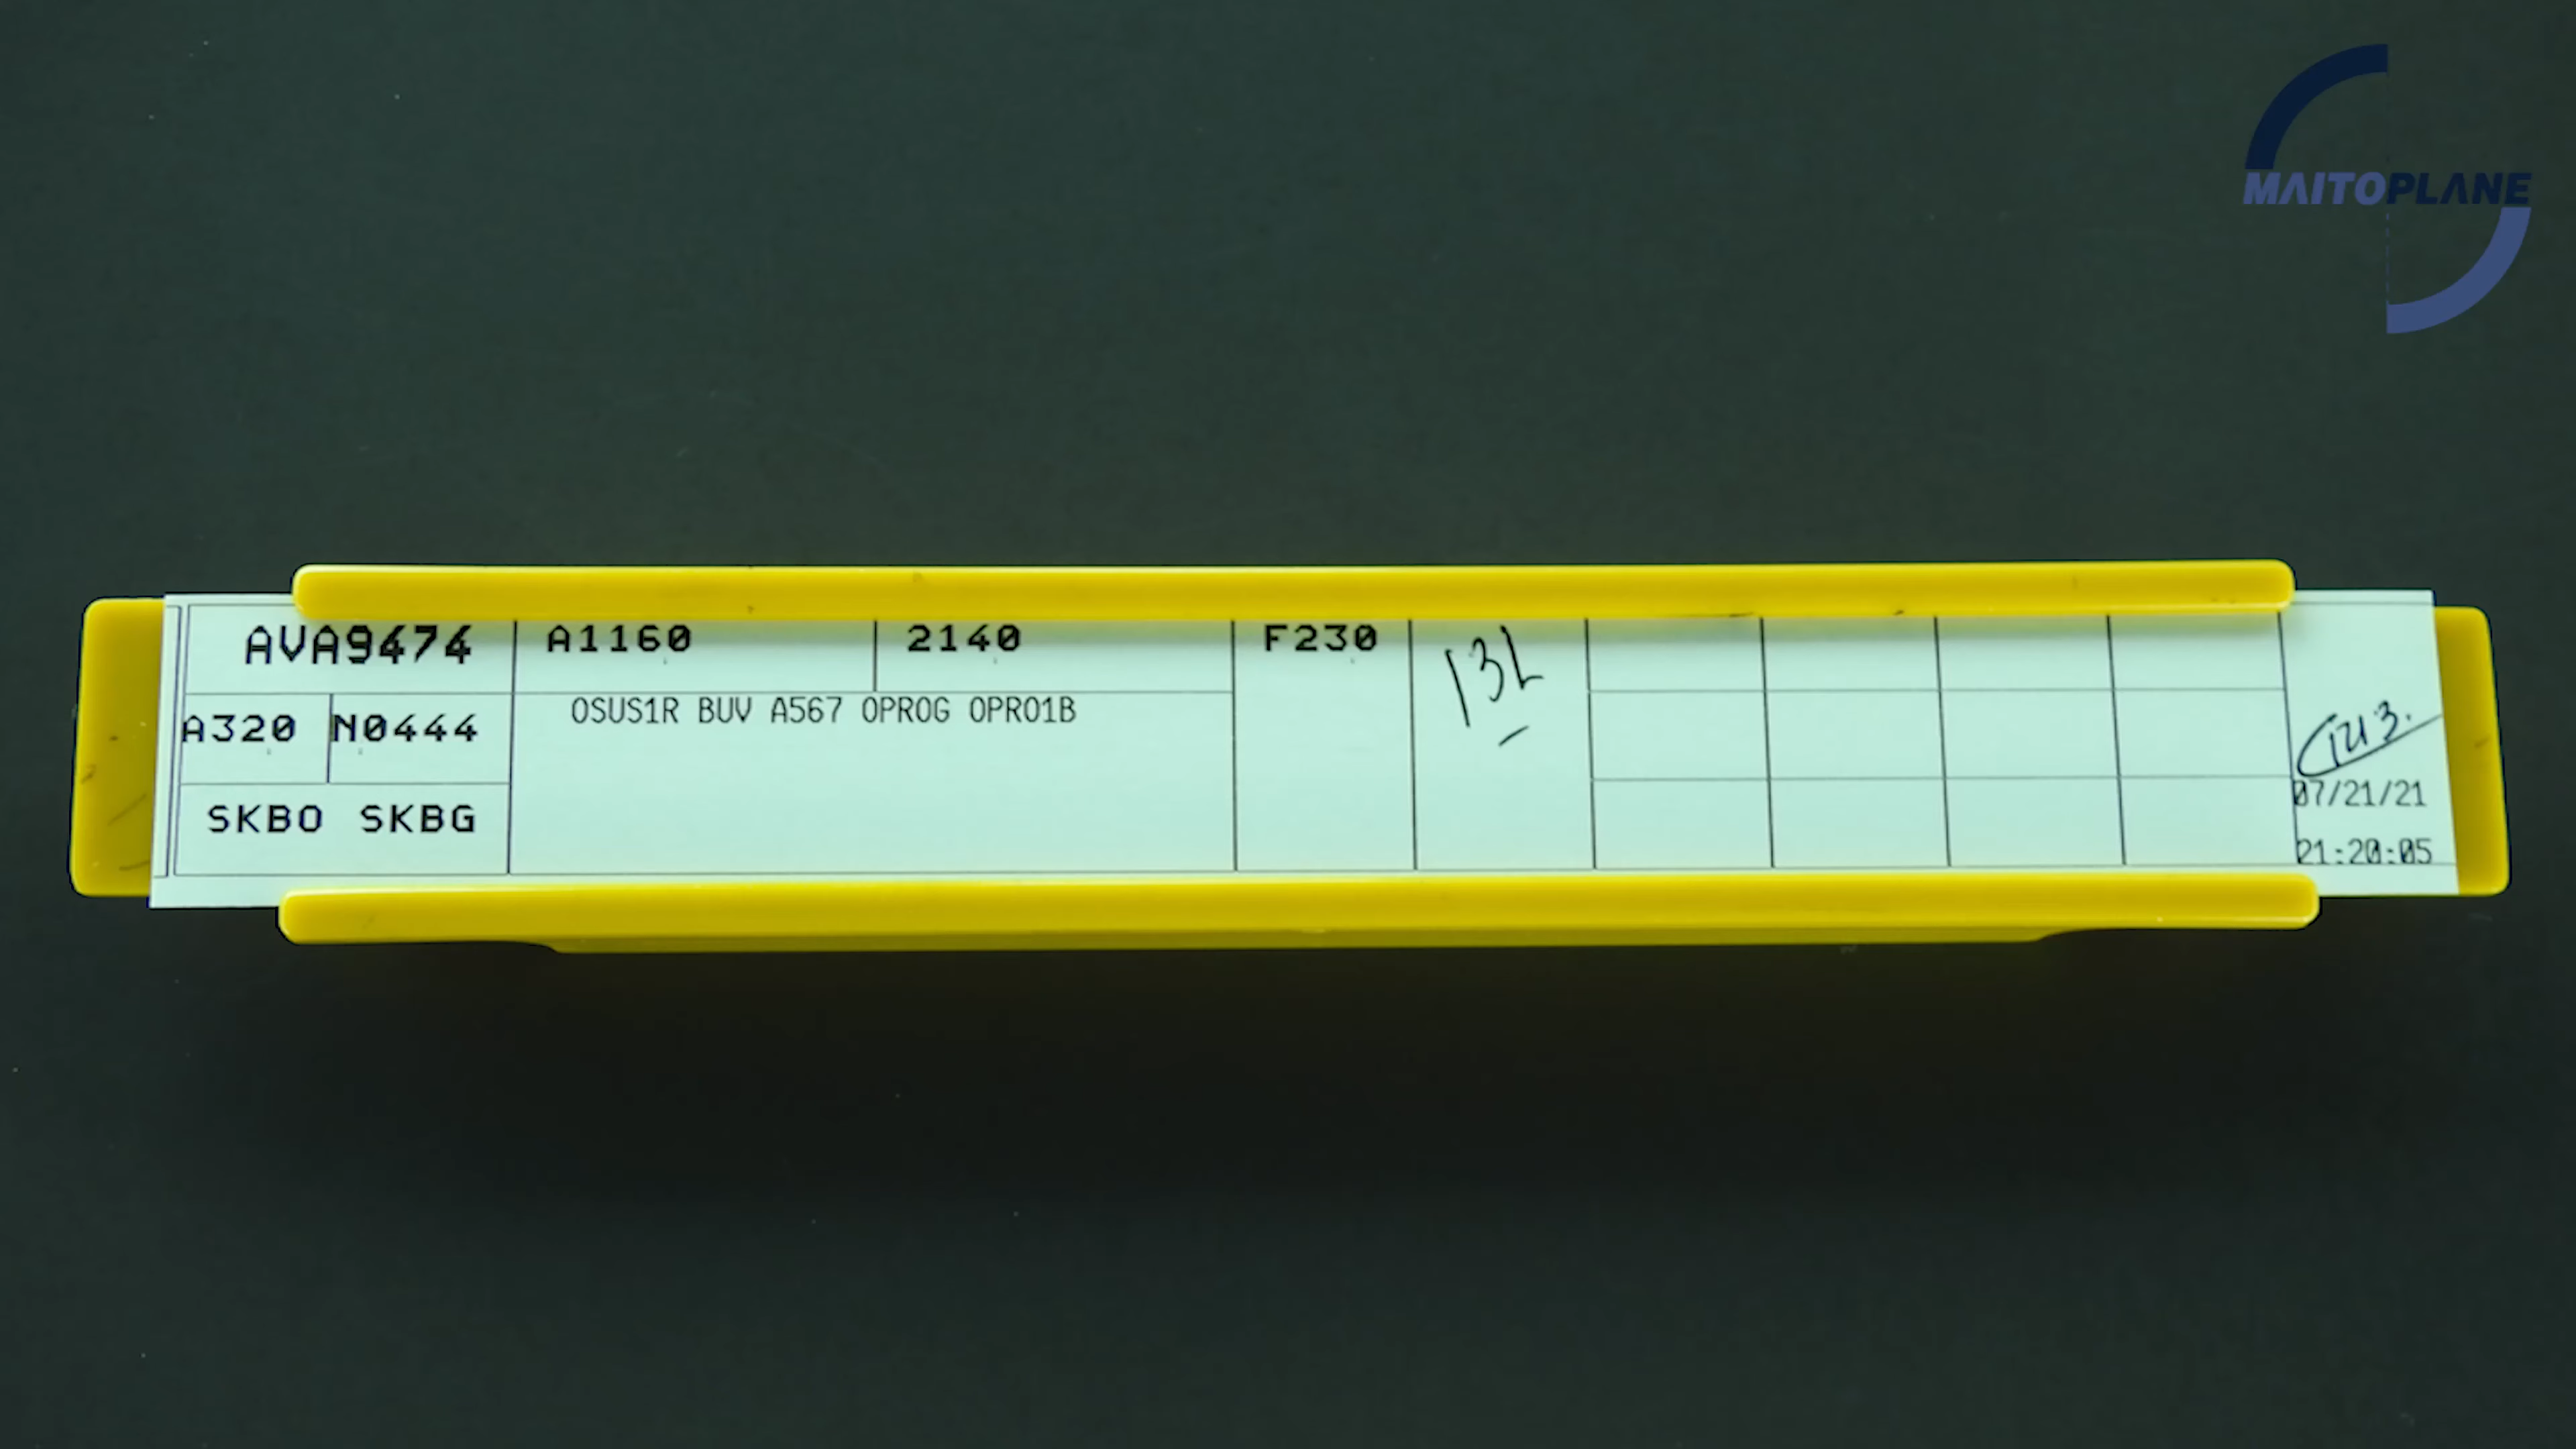 MAITOPLANE
AVA9474 A1160 2140 F230 13L
A320 N0444 OSUS1R BUV A567 OPROG OPRO1B
SKBO SKBG
07/21/21
21:20:05